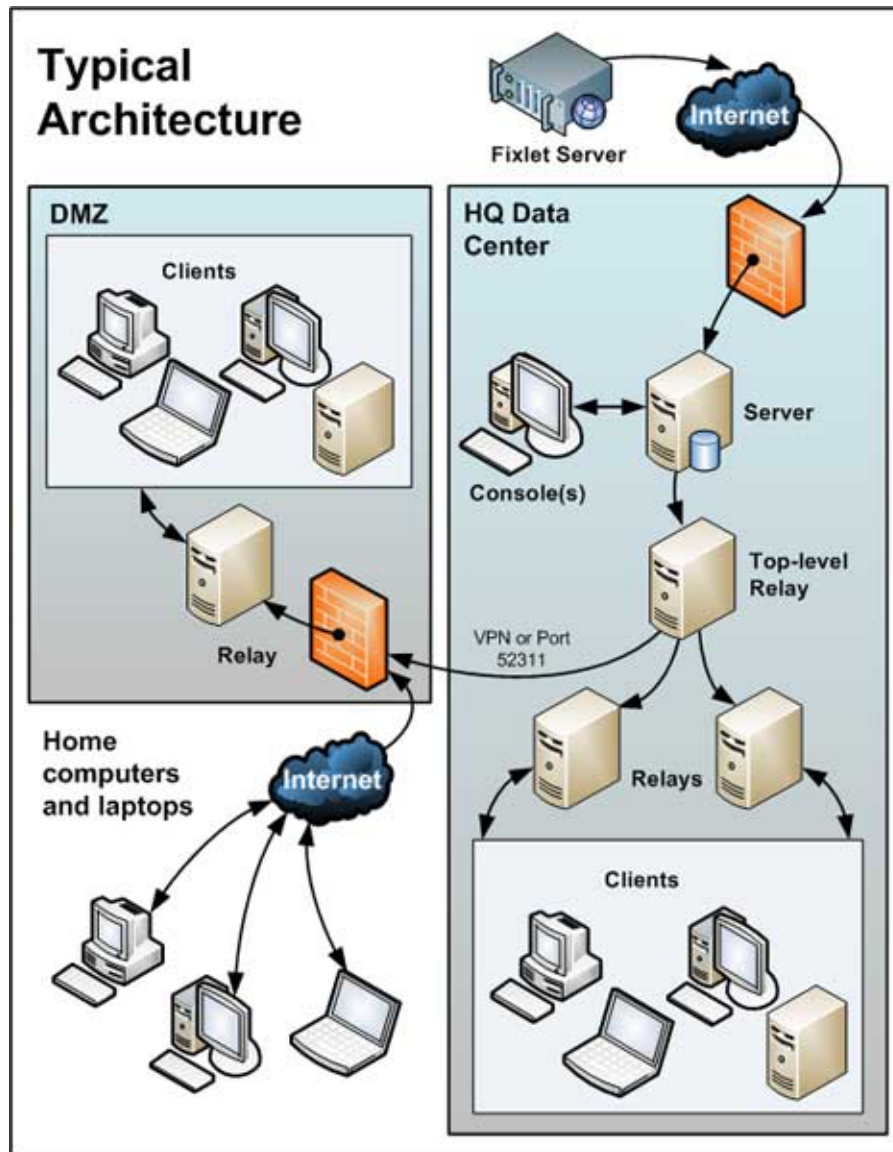 Typical
Architecture
Fixlet Server
Internet
DMZ
Clients
Relay
HQ Data
Center
Console(s)
Server
Top-level
Relay
VPN or Port
52311
Relays
Clients
Home
computers
and laptops
Internet